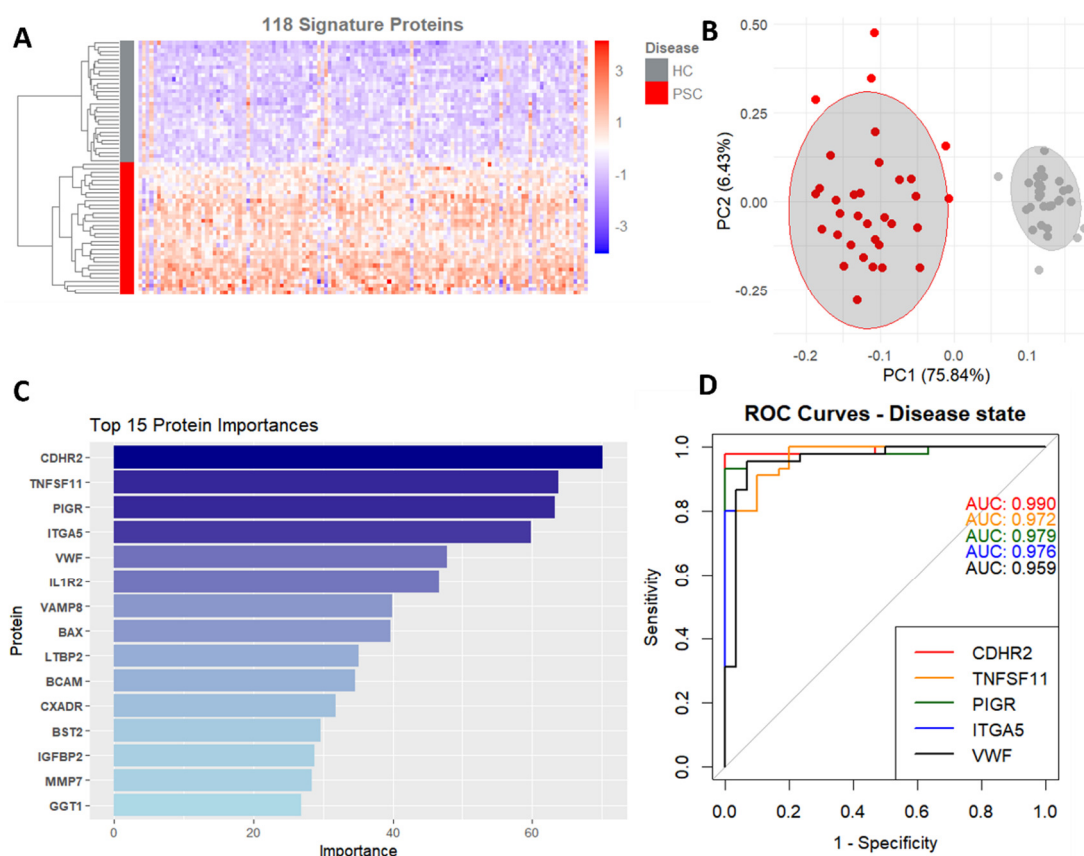 A
118 Signature Proteins
Disease
HC
PSC
3
1
-1
-3
B
0.50
0.25
0.00
-0.25
PC2 (6.43%)
-0.2
-0.1
0.0
0.1
PC1 (75.84%)
C
Top 15 Protein Importances
CDHR2
TNFSF11
PIGR
ITGA5
VWF
IL1R2
VAMP8
BAX
LTBP2
BCAM
CXADR
BST2
IGFBP2
MMP7
GGT1
Protein
0
20
40
60
Importance
D
ROC Curves - Disease state
1.0
0.8
0.6
0.4
0.2
0.0
Sensitivity
AUC: 0.990
AUC: 0.972
AUC: 0.979
AUC: 0.976
AUC: 0.959
CDHR2
TNFSF11
PIGR
ITGA5
VWF
0.0
0.2
0.4
0.6
0.8
1.0
1 - Specificity